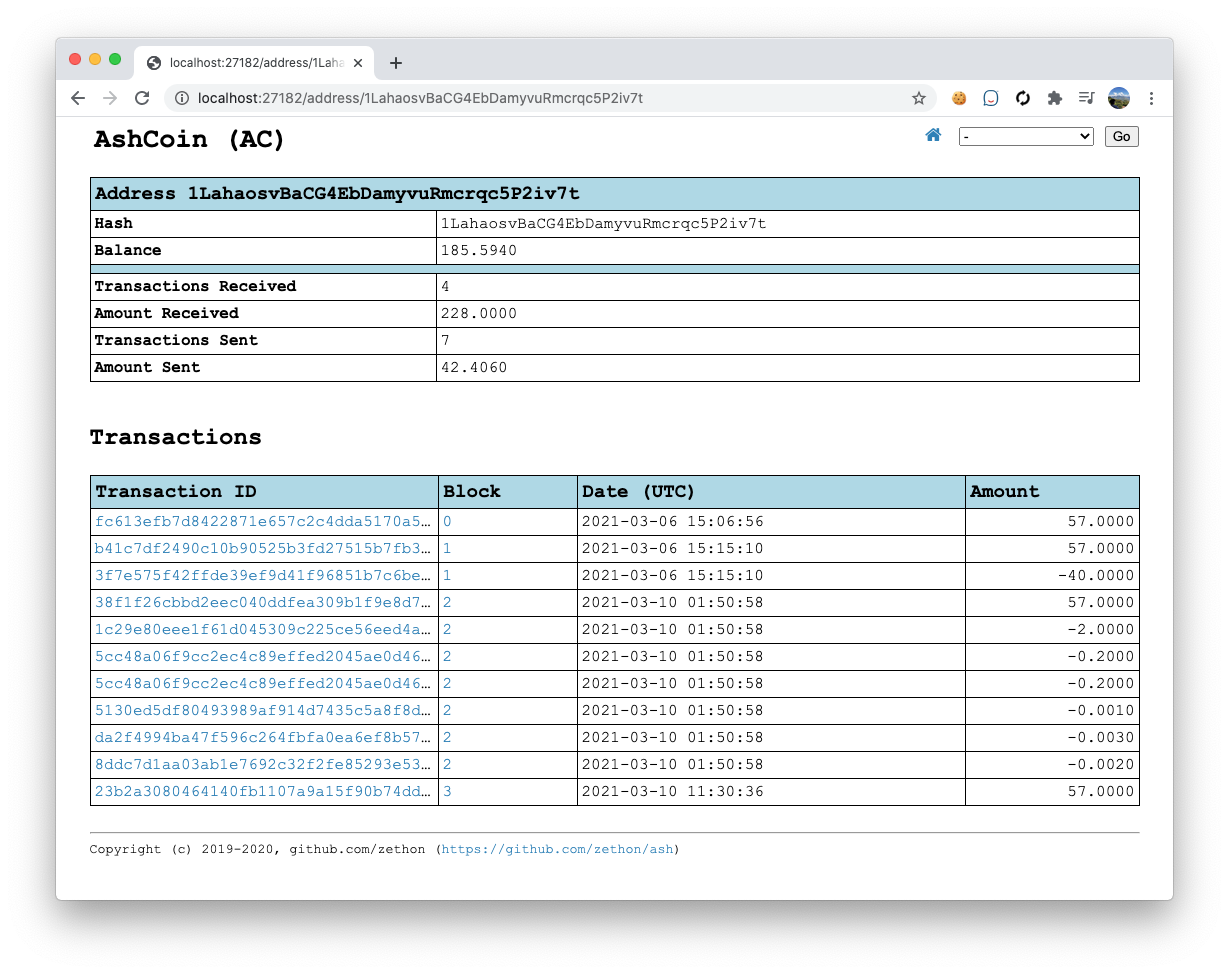 localhost:27182/address/1Laha
localhost:27182/address/1LahaosvBaCG4EbDamyvuRmcrqc5P2iv7t
AshCoin (AC)
- Go
Address 1LahaosvBaCG4EbDamyvuRmcrqc5P2iv7t
Hash 1LahaosvBaCG4EbDamyvuRmcrqc5P2iv7t
Balance 185.5940
Transactions Received 4
Amount Received 228.0000
Transactions Sent 7
Amount Sent 42.4060
Transactions
Transaction ID Block Date (UTC) Amount
fc613efb7d8422871e657c2c4dda5170a5… 0 2021-03-06 15:06:56 57.0000
b41c7df2490c10b90525b3fd27515b7fb3… 1 2021-03-06 15:15:10 57.0000
3f7e575f42ffde39ef9d41f96851b7c6be… 1 2021-03-06 15:15:10 -40.0000
38f1f26cbbd2eec040ddfea309b1f9e8d7… 2 2021-03-10 01:50:58 57.0000
1c29e80eee1f61d045309c225ce56eed4a… 2 2021-03-10 01:50:58 -2.0000
5cc48a06f9cc2ec4c89effed2045ae0d46… 2 2021-03-10 01:50:58 -0.2000
5cc48a06f9cc2ec4c89effed2045ae0d46… 2 2021-03-10 01:50:58 -0.2000
5130ed5df80493989af914d7435c5a8f8d… 2 2021-03-10 01:50:58 -0.0010
da2f4994ba47f596c264fbfa0ea6ef8b57… 2 2021-03-10 01:50:58 -0.0030
8ddc7d1aa03ab1e7692c32f2fe85293e53… 2 2021-03-10 01:50:58 -0.0020
23b2a3080464140fb1107a9a15f90b74dd… 3 2021-03-10 11:30:36 57.0000
Copyright (c) 2019-2020, github.com/zethon (https://github.com/zethon/ash)